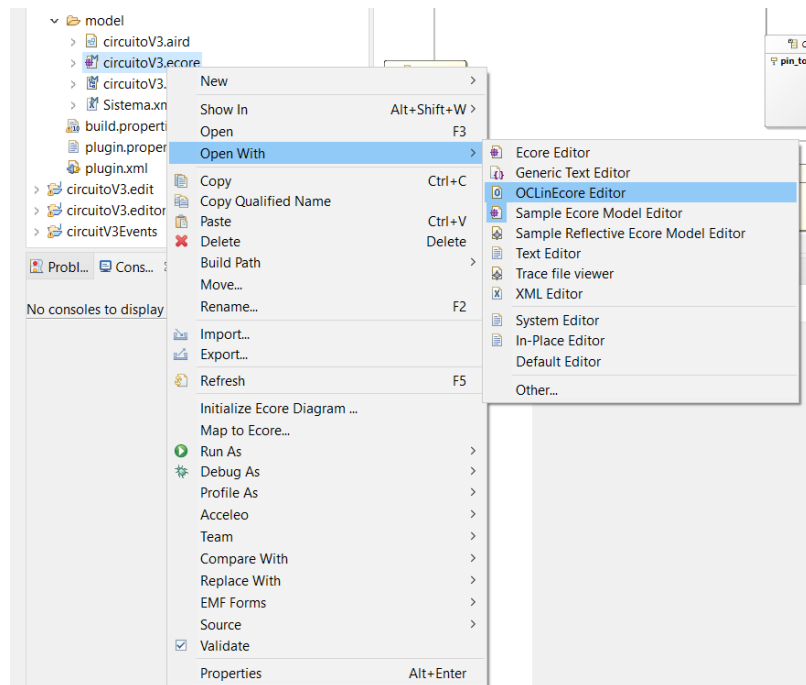 model
circuitoV3.aird
circuitoV3.ecore
circuitoV3.
Sistema.xm
build.properti
plugin.proper
plugin.xml
circuitoV3.edit
circuitoV3.editor
circuitV3Events
Probl...
Cons...
No consoles to display
New
Show In Alt+Shift+W
Open F3
Open With
Copy Ctrl+C
Copy Qualified Name
Paste Ctrl+V
Delete Delete
Build Path
Move...
Rename... F2
Import...
Export...
Refresh F5
Initialize Ecore Diagram ...
Map to Ecore...
Run As
Debug As
Profile As
Acceleo
Team
Compare With
Replace With
EMF Forms
Source
Validate
Properties Alt+Enter
Ecore Editor
Generic Text Editor
OCLinEcore Editor
Sample Ecore Model Editor
Sample Reflective Ecore Model Editor
Text Editor
Trace file viewer
XML Editor
System Editor
In-Place Editor
Default Editor
Other...
pin_to